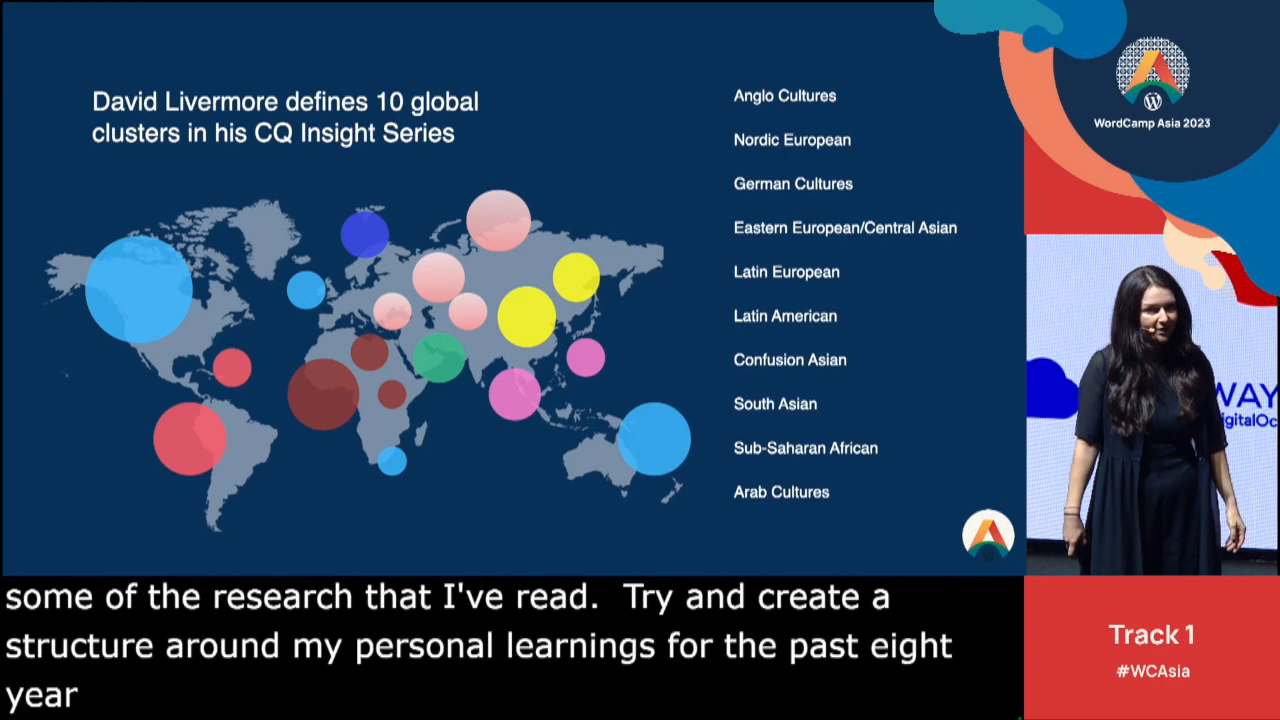 David Livermore defines 10 global
clusters in his CQ Insight Series
Anglo Cultures
Nordic European
German Cultures
Eastern European/Central Asian
Latin European
Latin American
Confusion Asian
South Asian
Sub-Saharan African
Arab Cultures
WordCamp Asia 2023
WAY
igitalOc
some of the research that I've read.  Try and create a
structure around my personal learnings for the past eight
year
Track 1
#WCAsia